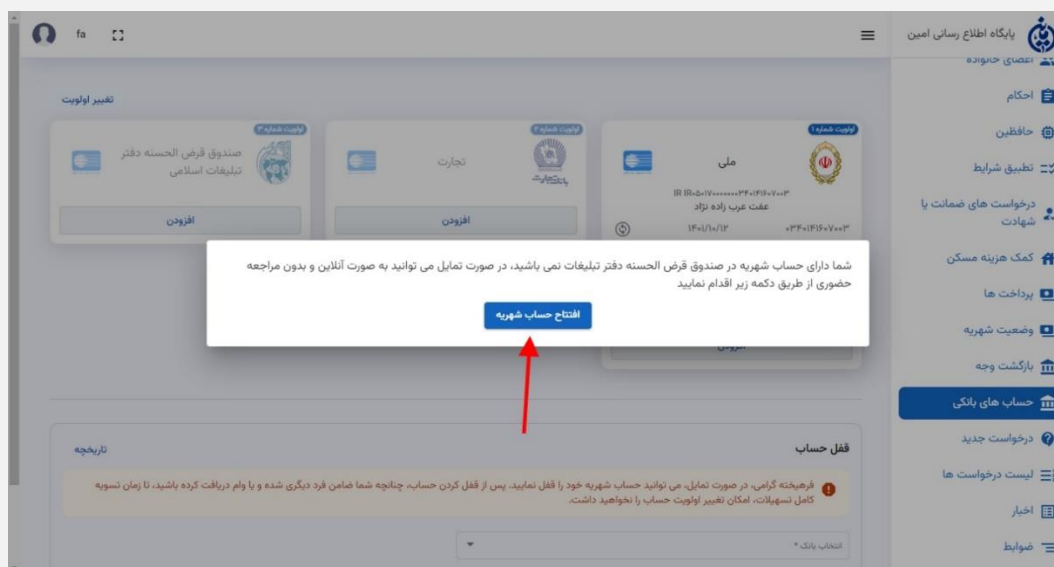 پایگاه اطلاع رسانی امین
fa
اعضای خانواده
احکام
حافظین
تطبیق شرایط
درخواست های ضمانت یا
شهادت
کمک هزینه مسکن
پرداخت ها
وضعیت شهریه
بازگشت وجه
حساب های بانکی
درخواست جدید
لیست درخواست ها
اخبار
ضوابط
تغییر اولویت
اولویت شماره ۱
ملی
عفت عرب زاده نژاد
۱۴۰۱/۱۰/۱۲
۰۳۴۰۱۴۱۶۰۷۰۰۳
اولویت شماره ۲
تجارت
افزودن
اولویت شماره ۳
صندوق قرض الحسنه دفتر
تبلیغات اسلامی
افزودن
شما دارای حساب شهریه در صندوق قرض الحسنه دفتر تبلیغات نمی باشید، در صورت تمایل می توانید به صورت آنلاین و بدون مراجعه
حضوری از طریق دکمه زیر اقدام نمایید
افتتاح حساب شهریه
افزودن
قفل حساب
تاریخچه
فرهیخته گرامی، در صورت تمایل، می توانید حساب شهریه خود را قفل نمایید. پس از قفل کردن حساب، چنانچه شما ضامن فرد دیگری شده و یا وام دریافت کرده باشید، تا زمان تسویه
کامل تسهیلات، امکان تغییر اولویت حساب را نخواهید داشت.
انتخاب بانک *